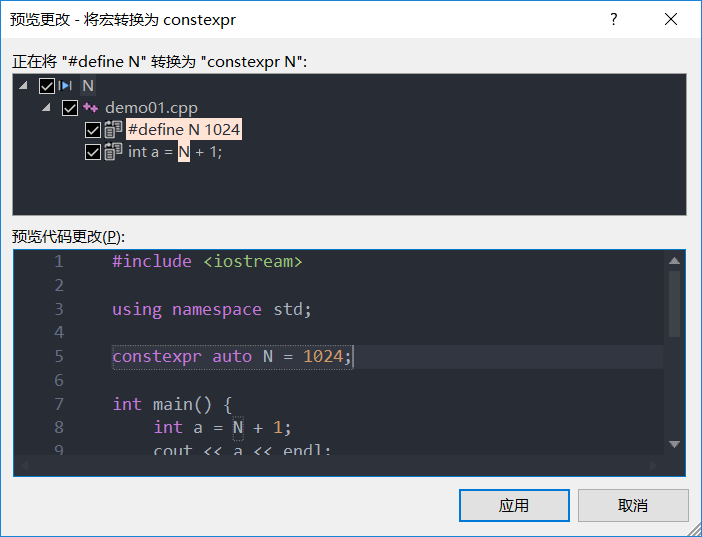 预览更改 - 将宏转换为 constexpr
?
正在将 "#define N" 转换为 "constexpr N":
N
demo01.cpp
#define N 1024
int a = N + 1;
预览代码更改(P):
1 #include <iostream>
2
3 using namespace std;
4
5 constexpr auto N = 1024;
6
7 int main() {
8 int a = N + 1;
9 cout << a << endl;
应用
取消